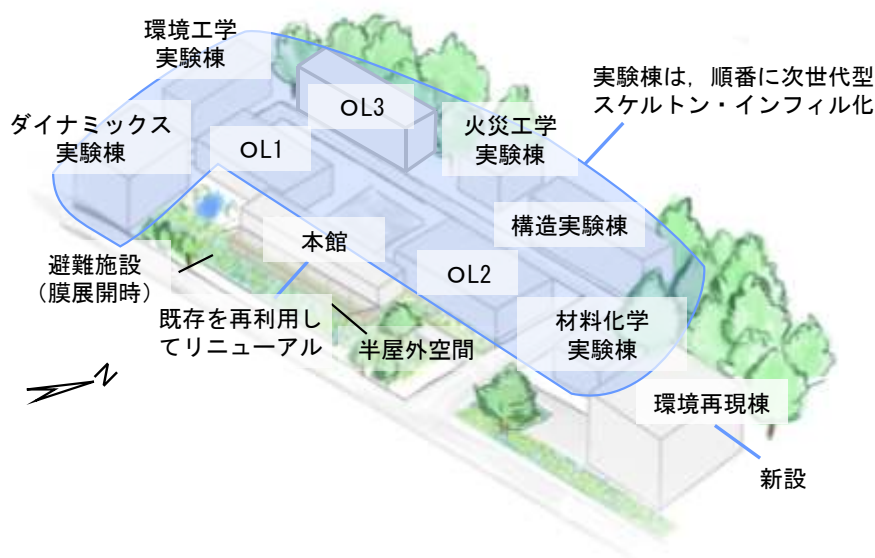 環境工学
実験棟
OL3
実験棟は，順番に次世代型
スケルトン・インフィル化
ダイナミックス
実験棟
OL1
火災工学
実験棟
構造実験棟
本館
OL2
避難施設
（膜展開時）
既存を再利用し
てリニューアル
半屋外空間
材料化学
実験棟
環境再現棟
新設
N